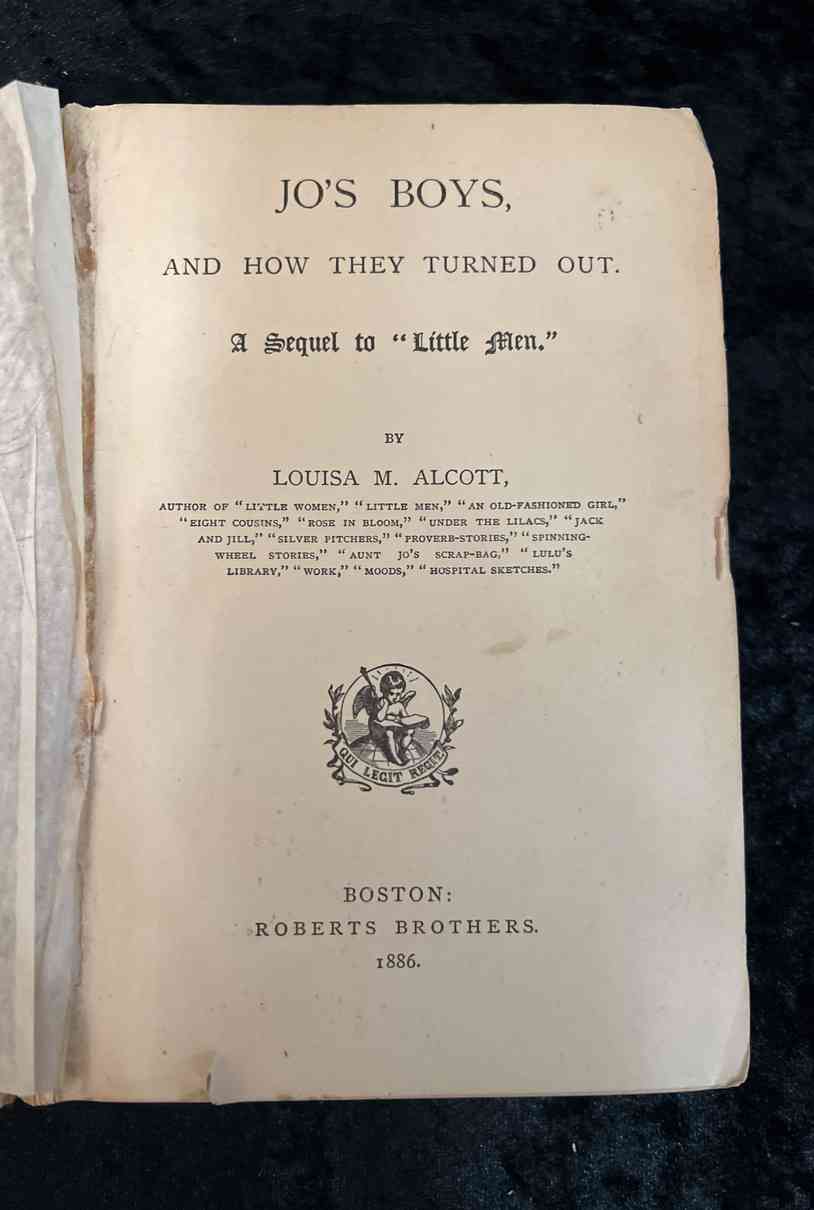 JO'S BOYS,
AND HOW THEY TURNED OUT.
A Sequel to "Little Men."
BY
LOUISA M. ALCOTT,
AUTHOR OF "LITTLE WOMEN," "LITTLE MEN," "AN OLD-FASHIONED GIRL,"
"EIGHT COUSINS," "ROSE IN BLOOM," "UNDER THE LILACS," "JACK
AND JILL," "SILVER PITCHERS," "PROVERB-STORIES," "SPINNING-
WHEEL STORIES," "AUNT JO'S SCRAP-BAG," "LULU'S
LIBRARY," "WORK," "MOODS," "HOSPITAL SKETCHES."
QUI LEGIT REGIT
BOSTON:
ROBERTS BROTHERS.
1886.